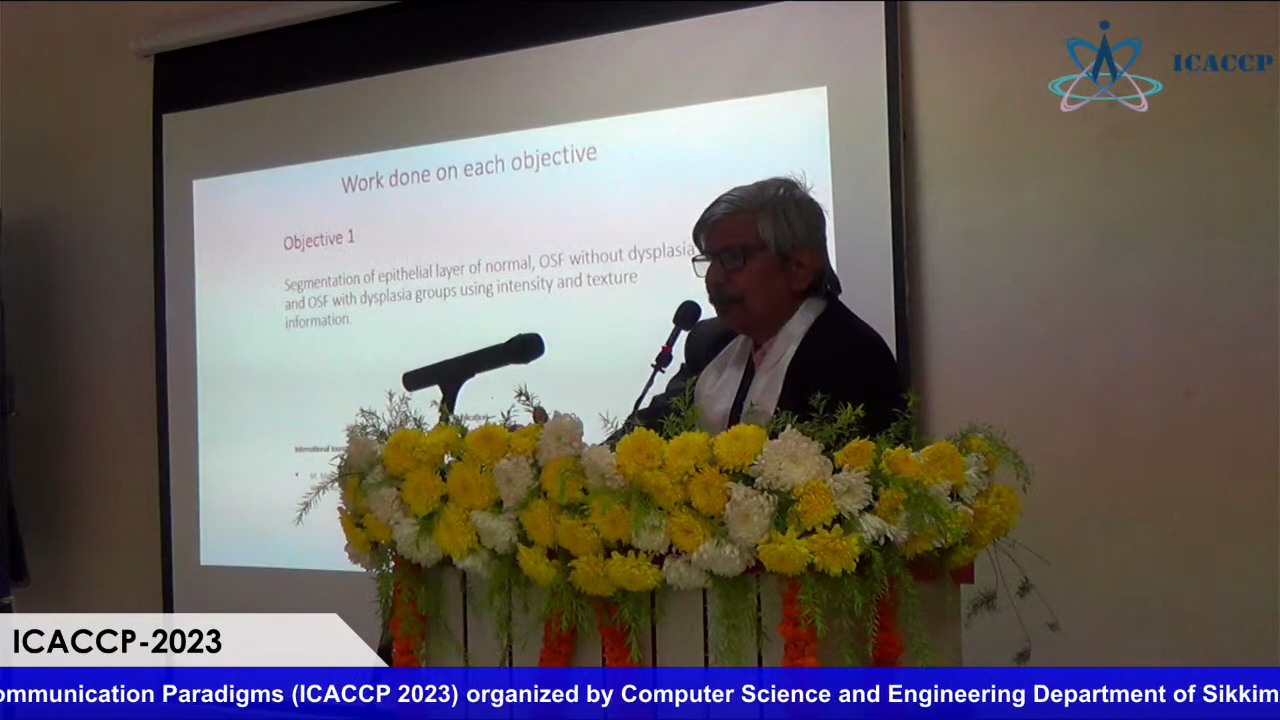 ICACCP
Work done on each objective
Objective 1
Segmentation of epithelial layer of normal, OSF without dysplasia
and OSF with dysplasia groups using intensity and texture
information.
International
ICACCP-2023
ommunication Paradigms (ICACCP 2023) organized by Computer Science and Engineering Department of Sikkim